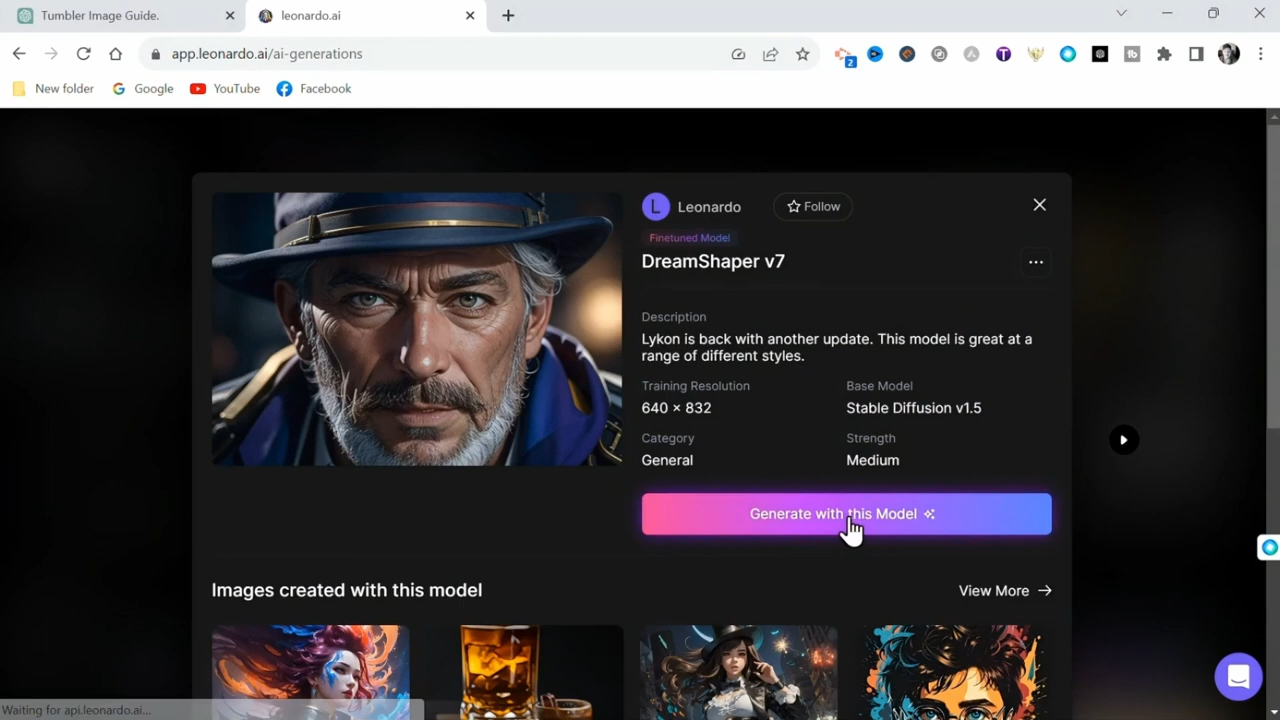 Tumbler Image Guide.
leonardo.ai
app.leonardo.ai/ai-generations
2
New folder
Google
YouTube
Facebook
L
Leonardo
Follow
Finetuned Model
DreamShaper v7
Description
Lykon is back with another update. This model is great at a
range of different styles.
Training Resolution
Base Model
640 × 832
Stable Diffusion v1.5
Category
Strength
General
Medium
Generate with this Model
Images created with this model
View More
Waiting for api.leonardo.ai...